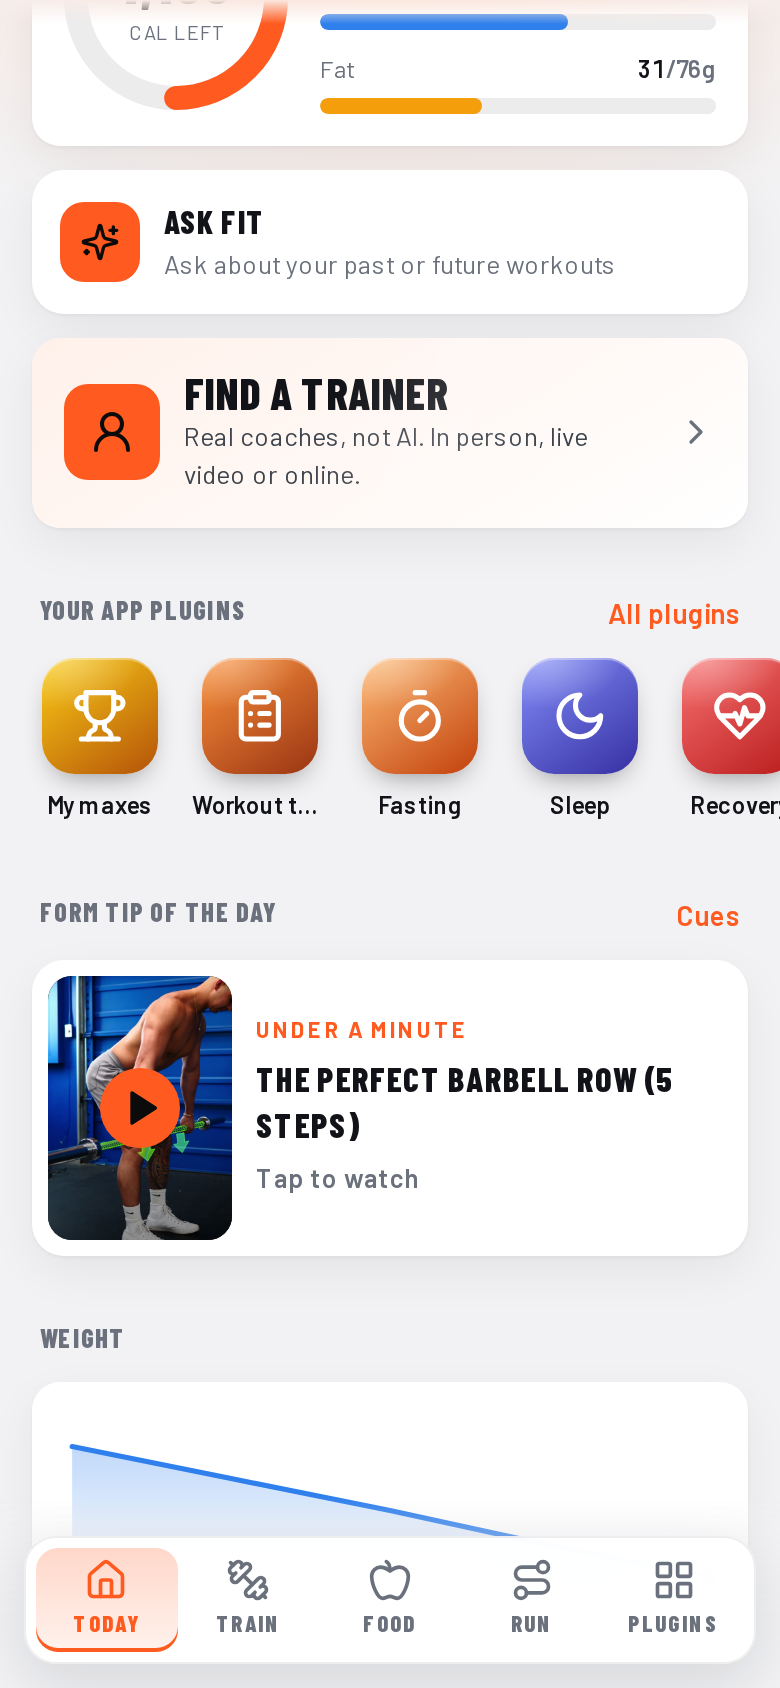 CAL LEFT
Fat 31/76g
ASK FIT
Ask about your past or future workouts
FIND A TRAINER
Real coaches, not AI. In person, live
video or online.
YOUR APP PLUGINS All plugins
My maxes Workout t... Fasting Sleep Recovery
FORM TIP OF THE DAY Cues
UNDER A MINUTE
THE PERFECT BARBELL ROW (5
STEPS)
Tap to watch
WEIGHT
TODAY TRAIN FOOD RUN PLUGINS